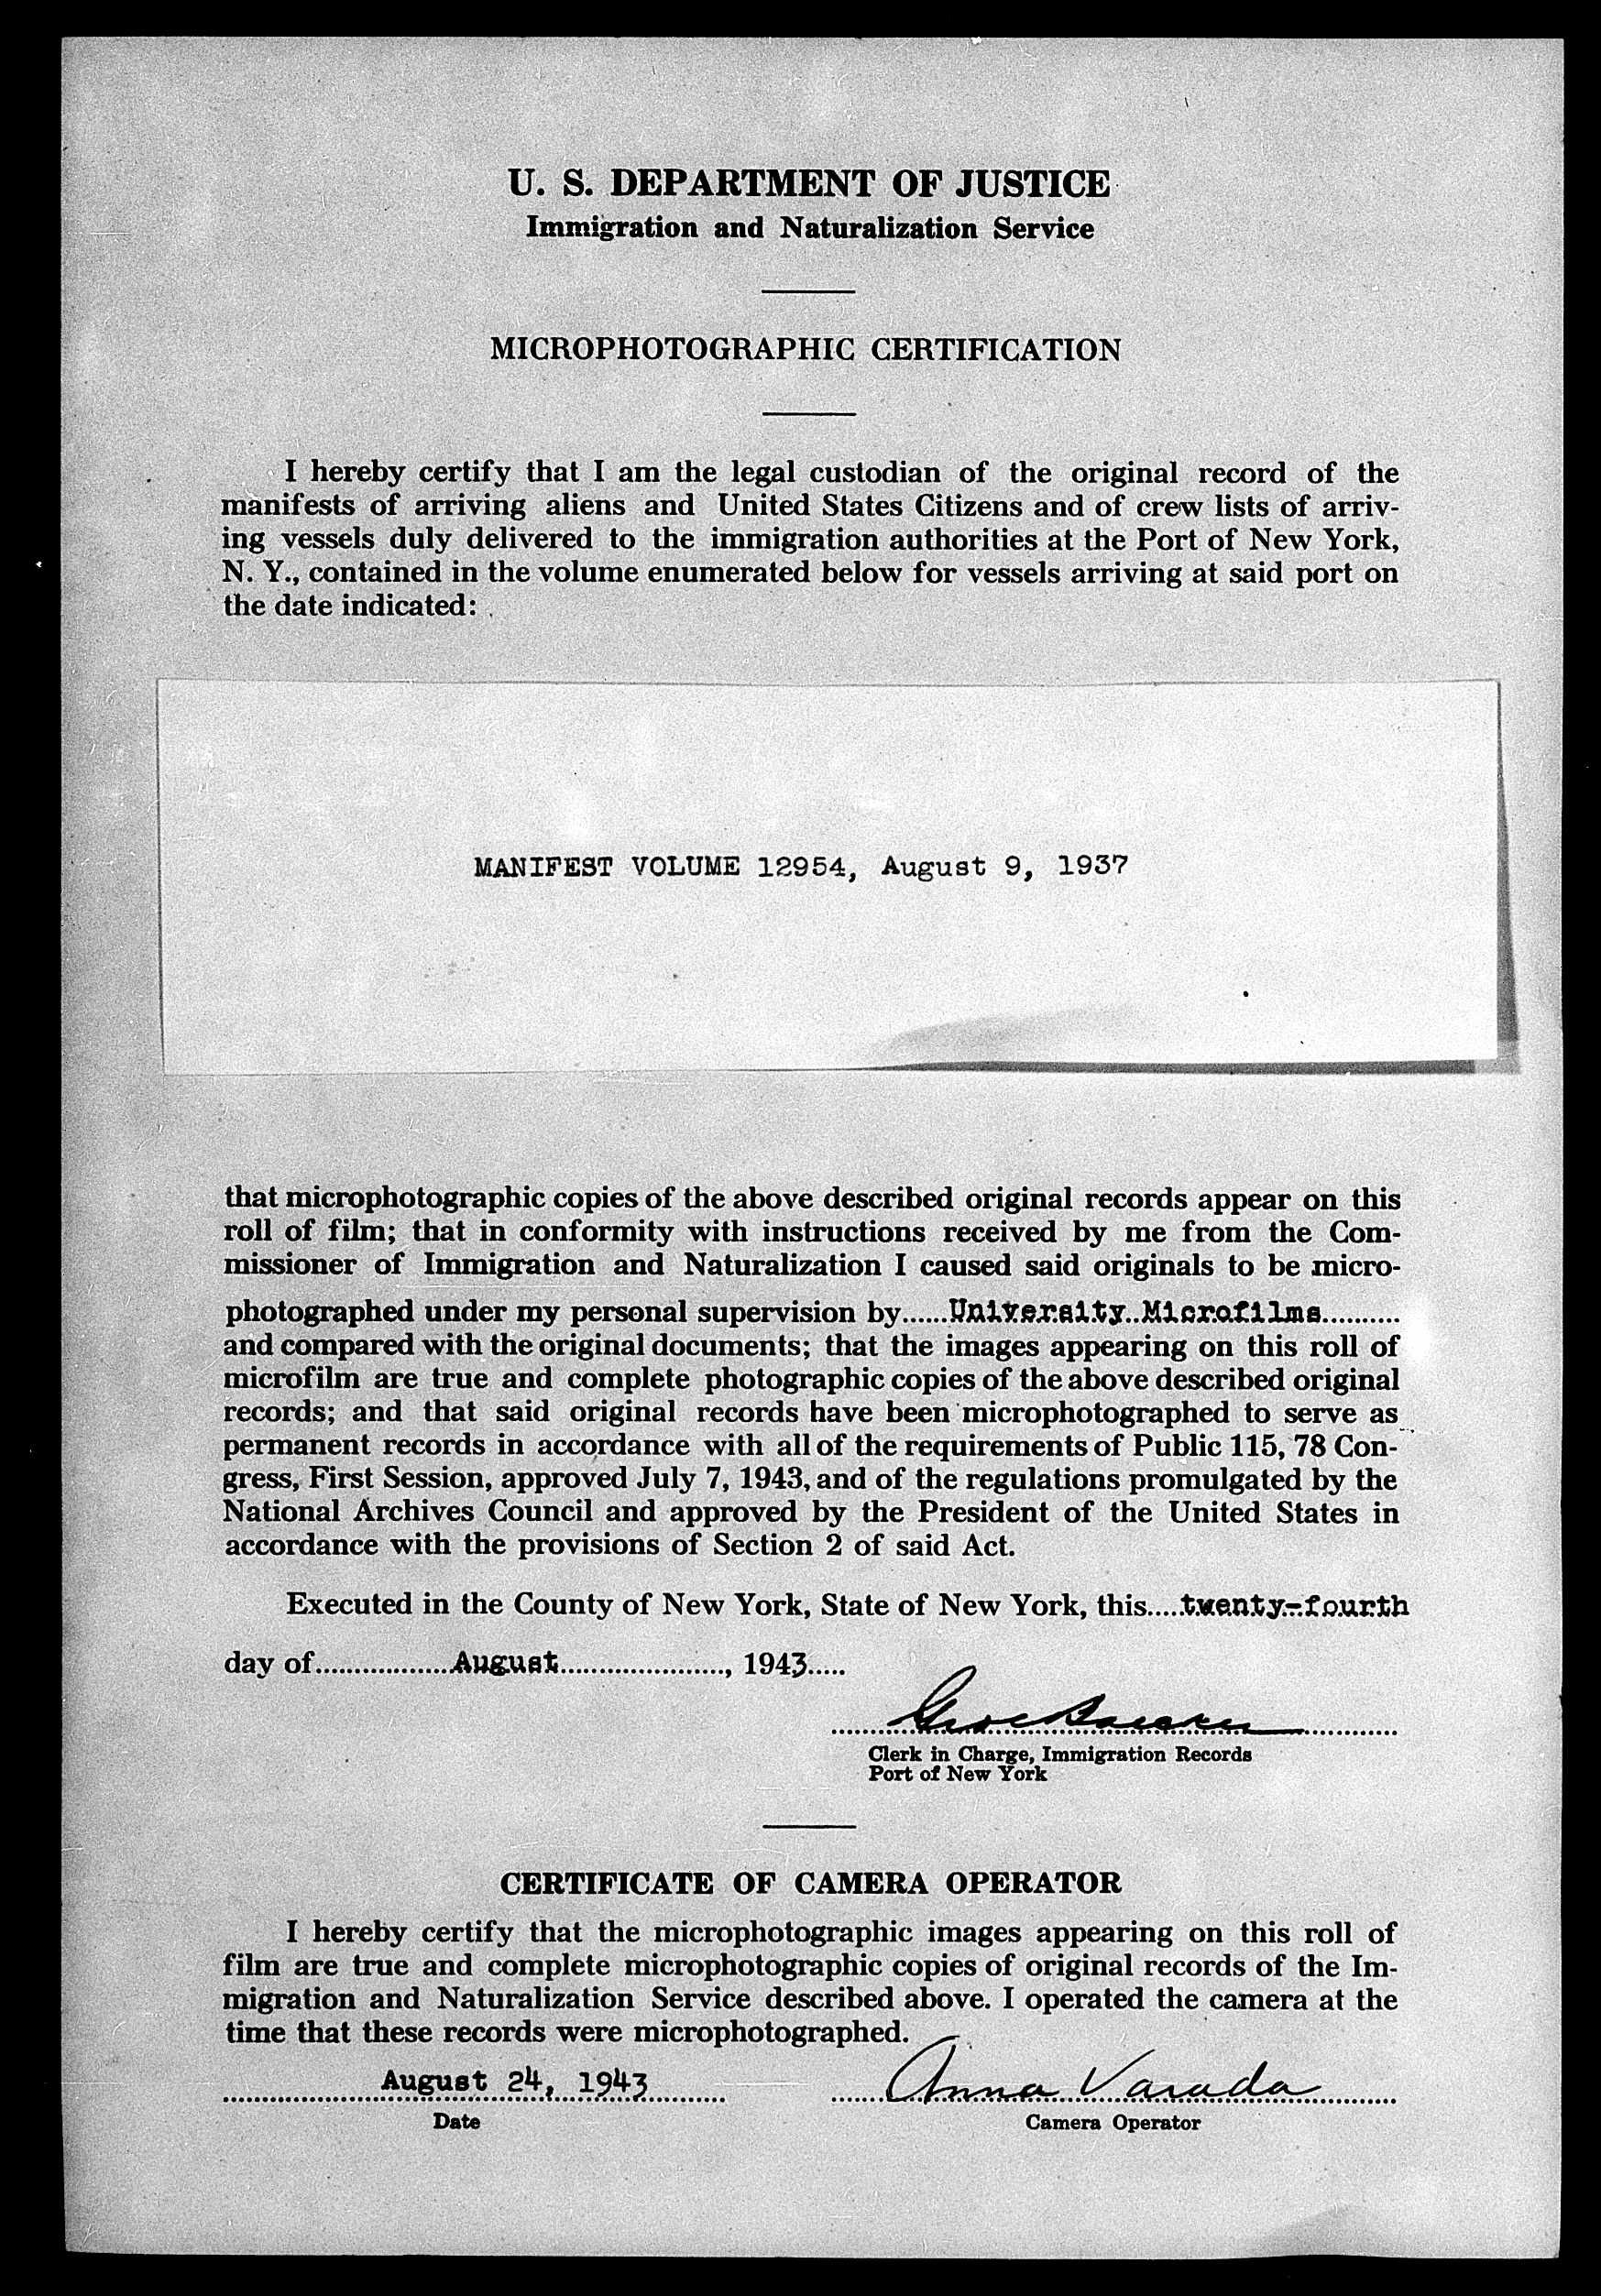 U. S. DEPARTMENT OF JUSTICE
Immigration and Naturalization Service
MICROPHOTOGRAPHIC CERTIFICATION
I hereby certify that I am the legal custodian of the original record of the
manifests of arriving aliens and United States Citizens and of crew lists of arriv-
ing vessels duly delivered to the immigration authorities at the Port of New York,
N. Y., contained in the volume enumerated below for vessels arriving at said port on
the date indicated:
MANIFEST VOLUME 12954, August 9, 1937
that microphotographic copies of the above described original records appear on this
roll of film; that in conformity with instructions received by me from the Com-
missioner of Immigration and Naturalization I caused said originals to be micro-
photographed under my personal supervision by......University Microfilms..........
and compared with the original documents; that the images appearing on this roll of
microfilm are true and complete photographic copies of the above described original
records; and that said original records have been microphotographed to serve as
permanent records in accordance with all of the requirements of Public 115, 78 Con-
gress, First Session, approved July 7, 1943, and of the regulations promulgated by the
National Archives Council and approved by the President of the United States in
accordance with the provisions of Section 2 of said Act.
Executed in the County of New York, State of New York, this.....twenty-fourth
day of..................August....................., 1943.....
Clerk in Charge, Immigration Records
Port of New York
CERTIFICATE OF CAMERA OPERATOR
I hereby certify that the microphotographic images appearing on this roll of
film are true and complete microphotographic copies of original records of the Im-
migration and Naturalization Service described above. I operated the camera at the
time that these records were microphotographed.
August 24, 1943 Anna Varada
Date Camera Operator